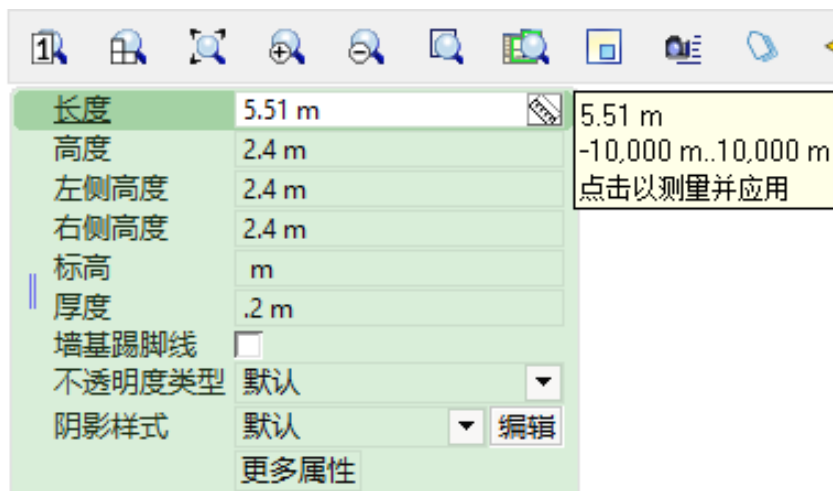 1
长度 5.51 m
5.51 m
-10,000 m..10,000 m
点击以测量并应用
高度 2.4 m
左侧高度 2.4 m
右侧高度 2.4 m
标高 m
厚度 .2 m
墙基踢脚线
不透明度类型 默认
阴影样式 默认 编辑
更多属性